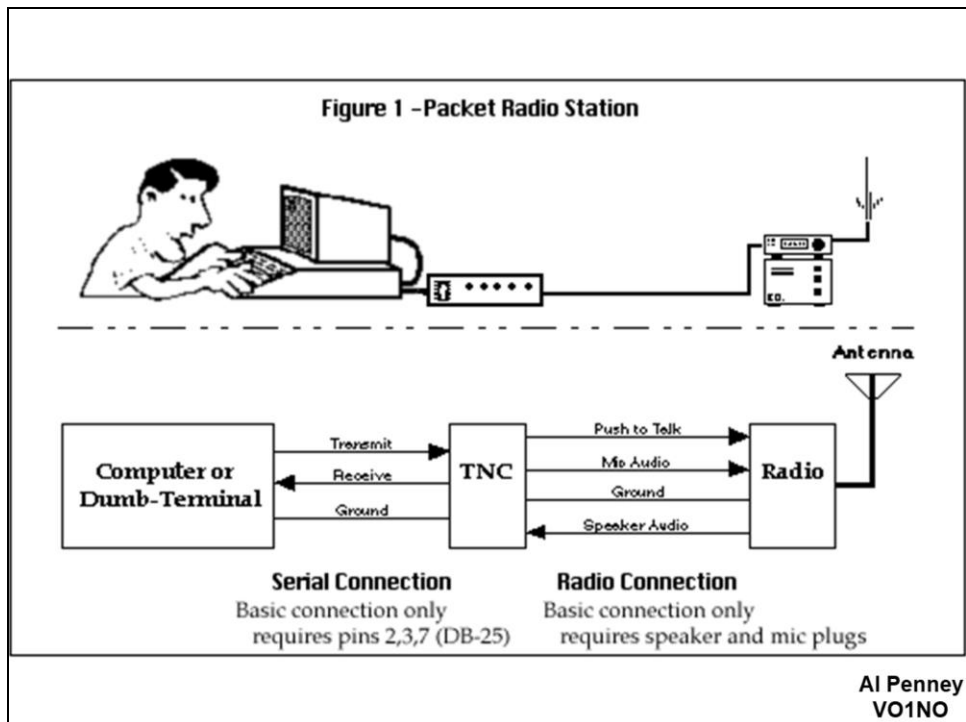 Figure 1 -Packet Radio Station
Antenna
Computer or
Dumb-Terminal
Transmit
Receive
Ground
TNC
Push to Talk
Mic Audio
Ground
Speaker Audio
Radio
Serial Connection
Basic connection only
requires pins 2,3,7 (DB-25)
Radio Connection
Basic connection only
requires speaker and mic plugs
Al Penney
VO1NO